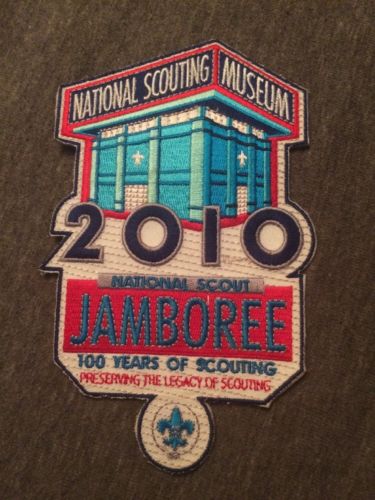 NATIONAL SCOUTING MUSEUM
2010
NATIONAL SCOUT
JAMBOREE
100 YEARS OF SCOUTING
PRESERVING THE LEGACY OF SCOUTING